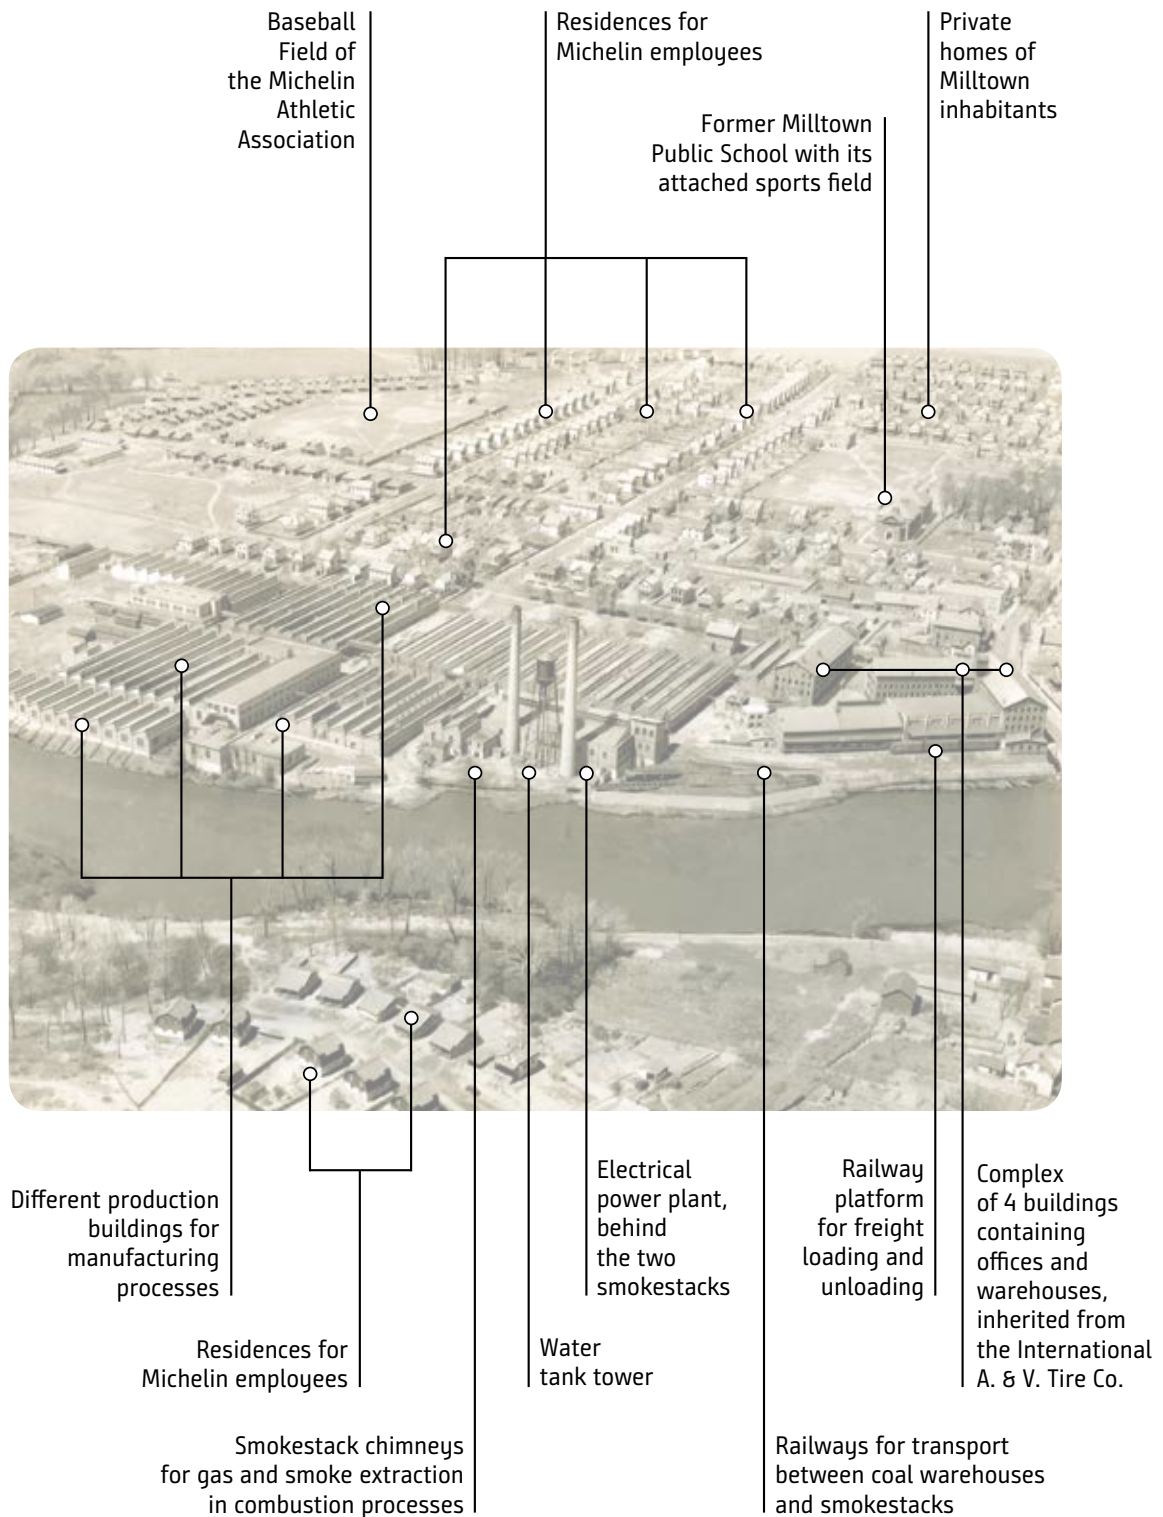 Baseball
Field of
the Michelin
Athletic
Association
Residences for
Michelin employees
Private
homes of
Milltown
inhabitants
Former Milltown
Public School with its
attached sports field
Different production
buildings for
manufacturing
processes
Residences for
Michelin employees
Smokestack chimneys
for gas and smoke extraction
in combustion processes
Water
tank tower
Electrical
power plant,
behind
the two
smokestacks
Railways for transport
between coal warehouses
and smokestacks
Railway
platform
for freight
loading and
unloading
Complex
of 4 buildings
containing
offices and
warehouses,
inherited from
the International
A. & V. Tire Co.